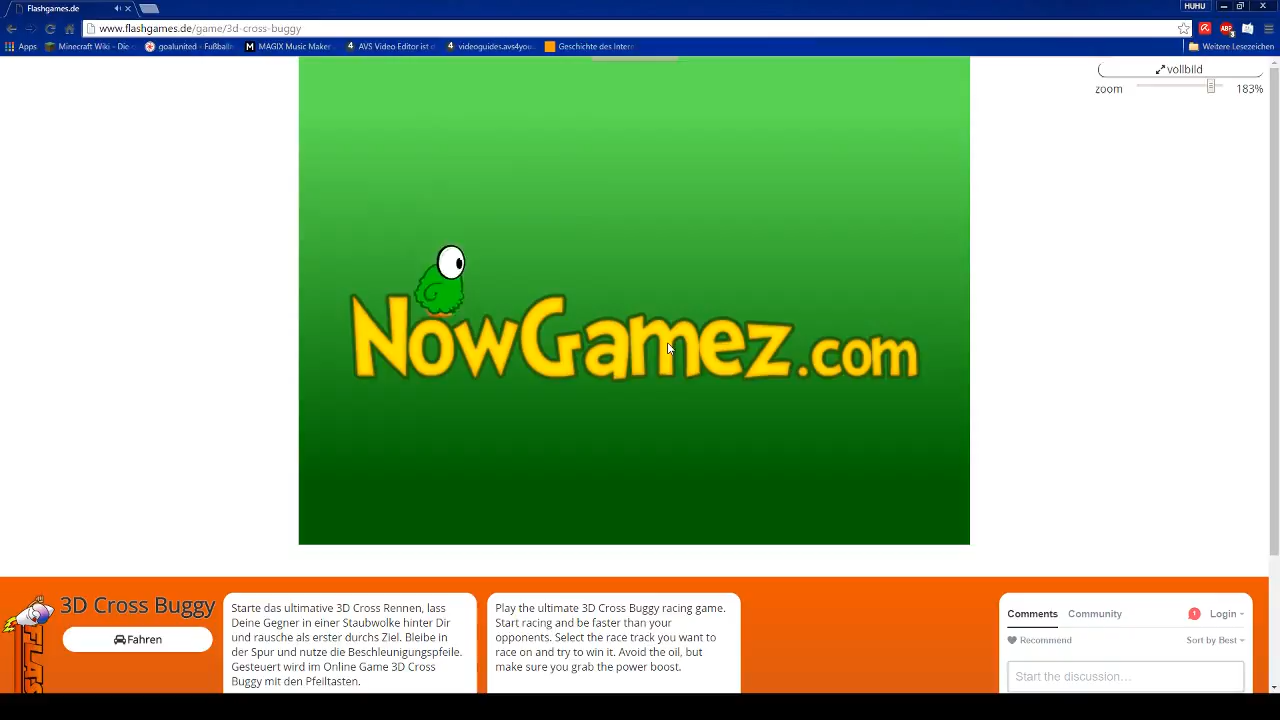 Flashgames.de
HUHU
www.flashgames.de/game/3d-cross-buggy
Apps
Minecraft Wiki - Die
goalunited - Fußball
MAGIX Music Maker
AVS Video Editor ist
videoguides.avs4you
Geschichte des Intern
Weitere Lesezeichen
vollbild
zoom 183%
NowGamez.com
3D Cross Buggy
Fahren
Starte das ultimative 3D Cross Rennen, lass
Deine Gegner in einer Staubwolke hinter Dir
und rausche als erster durchs Ziel. Bleibe in
der Spur und nutze die Beschleunigungspfeile.
Gesteuert wird im Online Game 3D Cross
Buggy mit den Pfeiltasten.
Play the ultimate 3D Cross Buggy racing game.
Start racing and be faster than your
opponents. Select the race track you want to
race on and try to win it. Avoid the oil, but
make sure you grab the power boost.
Comments
Community
1
Login
Recommend
Sort by Best
Start the discussion...
FLAS